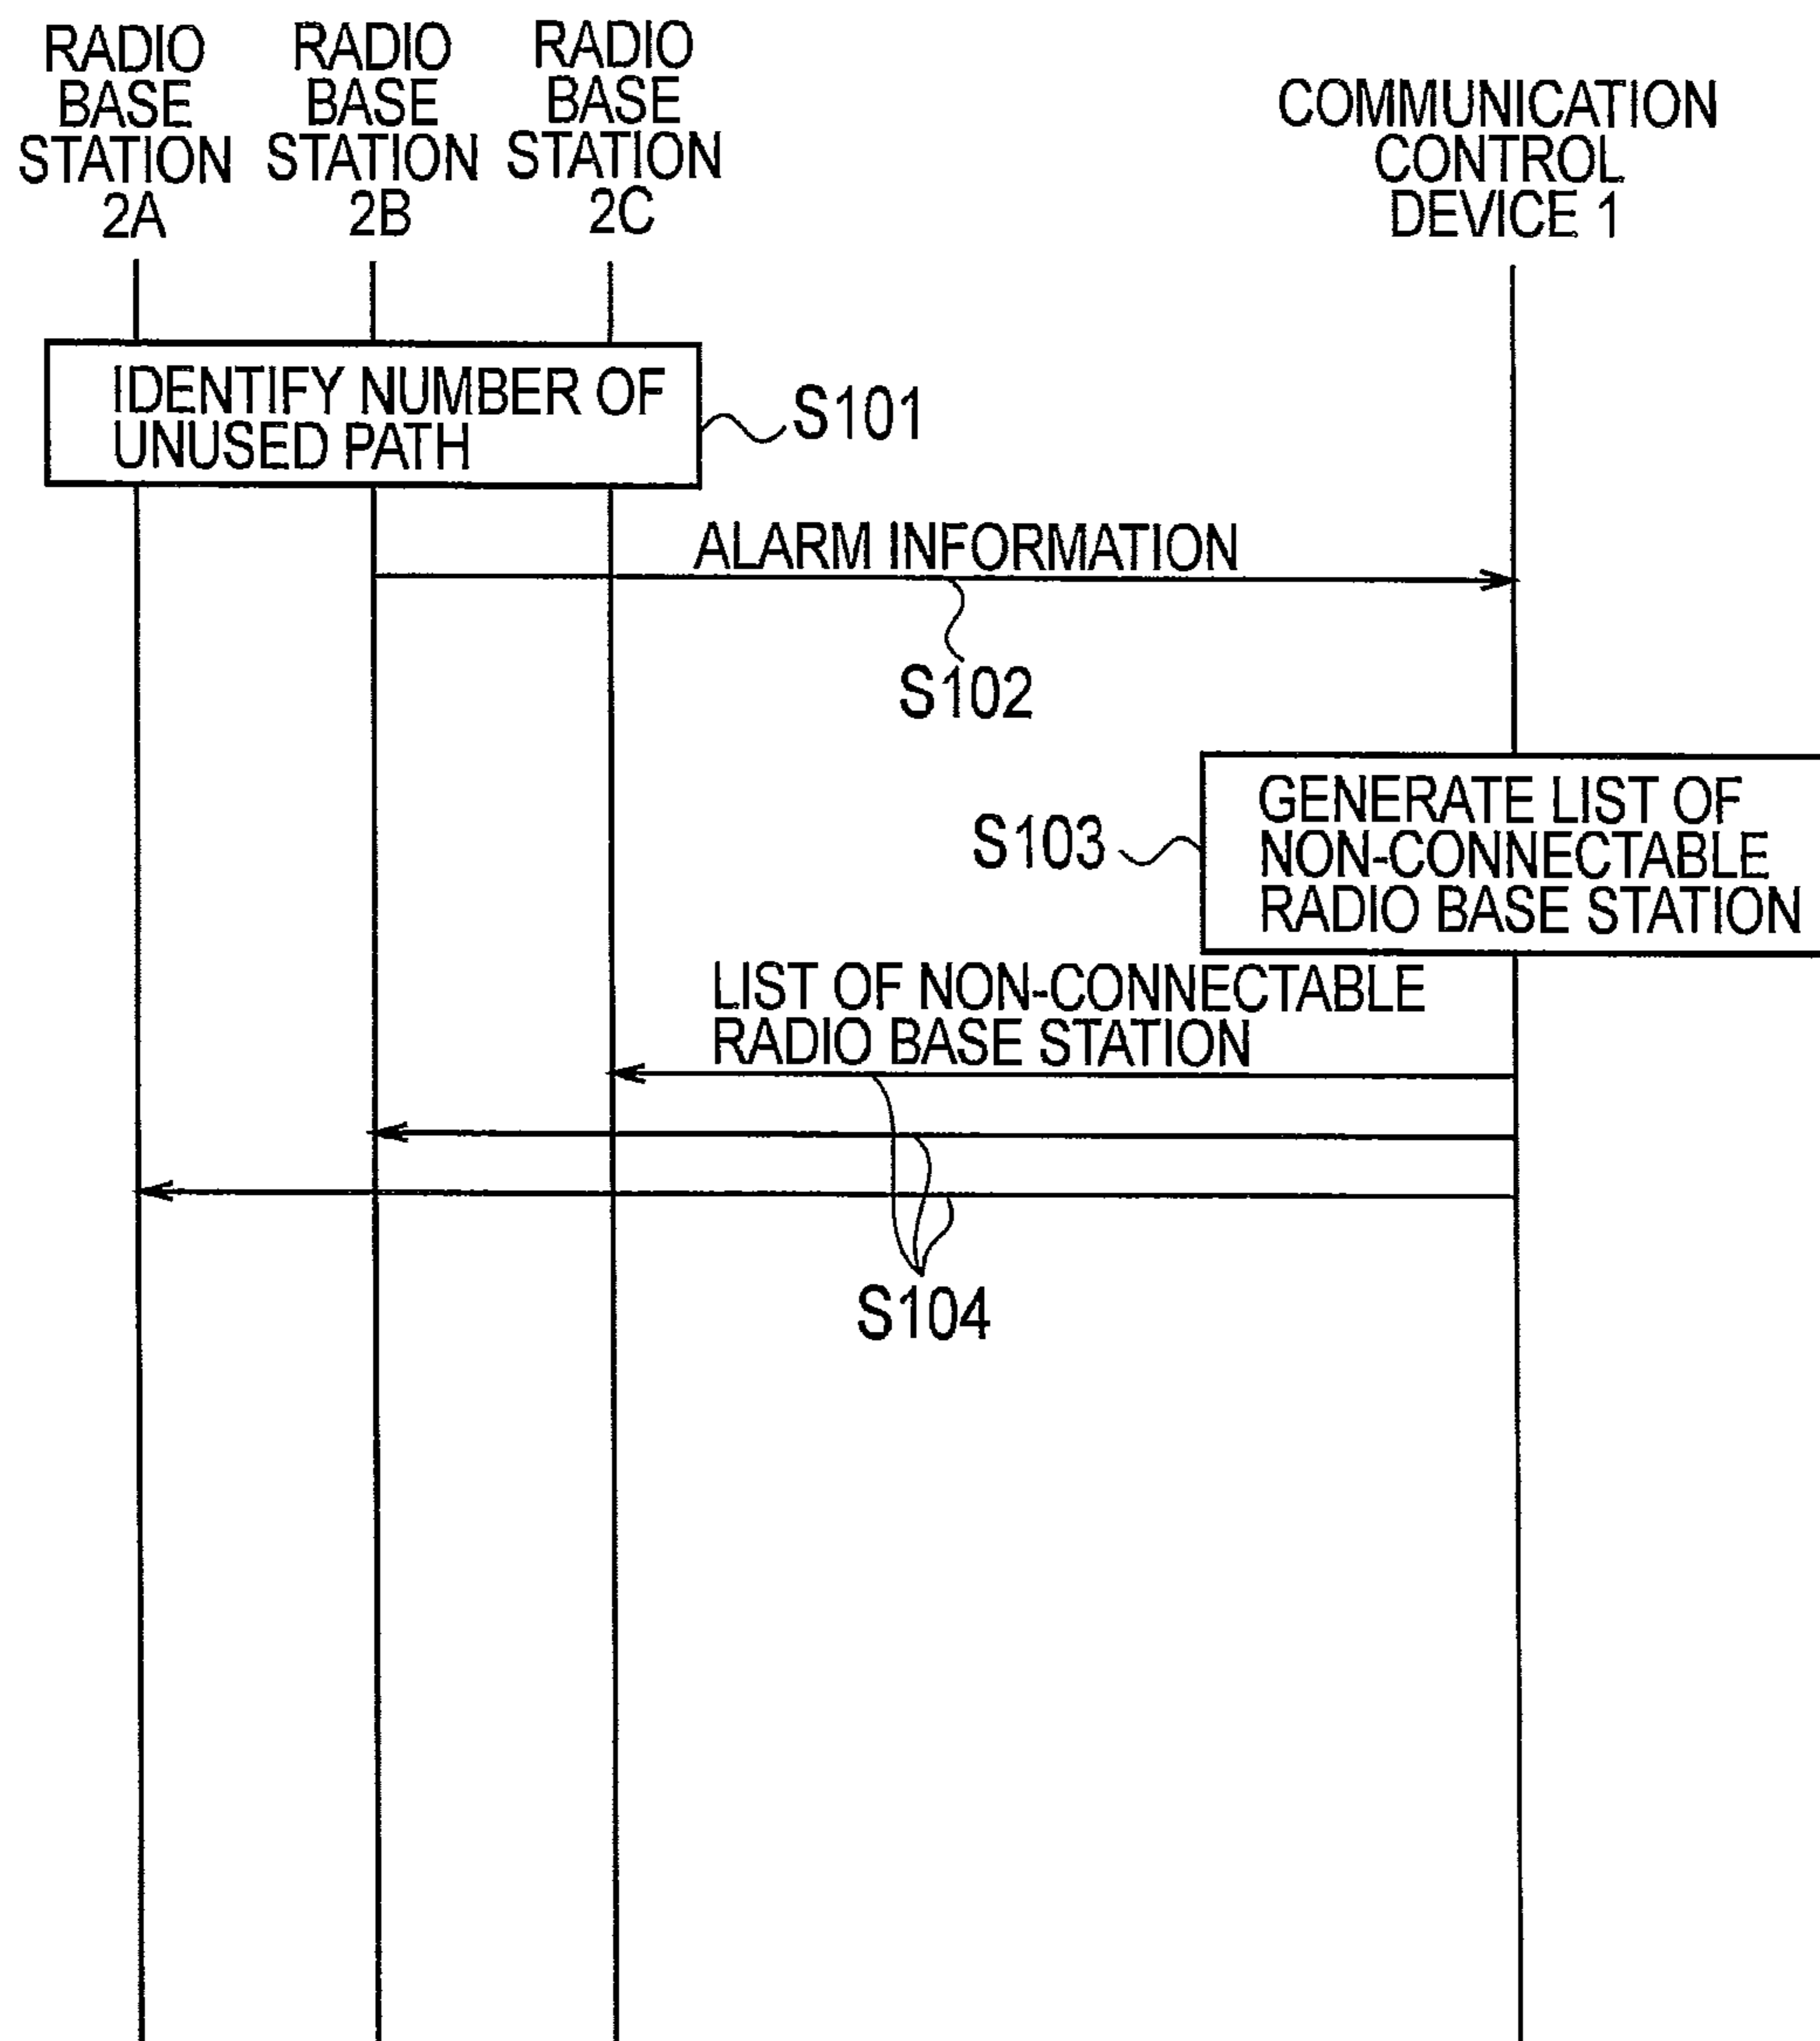 RADIO
BASE
STATION
2A
RADIO
BASE
STATION
2B
RADIO
BASE
STATION
2C
COMMUNICATION
CONTROL
DEVICE 1
IDENTIFY NUMBER OF
UNUSED PATH
S101
ALARM INFORMATION
S102
GENERATE LIST OF
NON-CONNECTABLE
RADIO BASE STATION
S103
LIST OF NON-CONNECTABLE
RADIO BASE STATION
S104